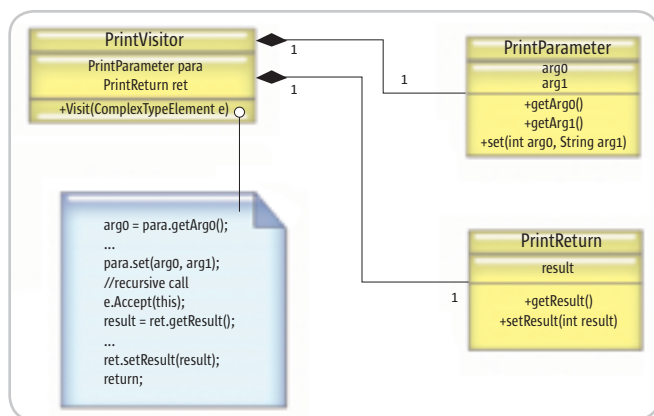 PrintVisitor
PrintParameter para
PrintReturn ret
+Visit(ComplexTypeElement e)
1
1
1
PrintParameter
arg0
arg1
+getArg0()
+getArg1()
+set(int arg0, String arg1)
arg0 = para.getArg0();
...
para.set(arg0, arg1);
//recursive call
e.Accept(this);
result = ret.getResult();
...
ret.setResult(result);
return;
1
PrintReturn
result
+getResult()
+setResult(int result)